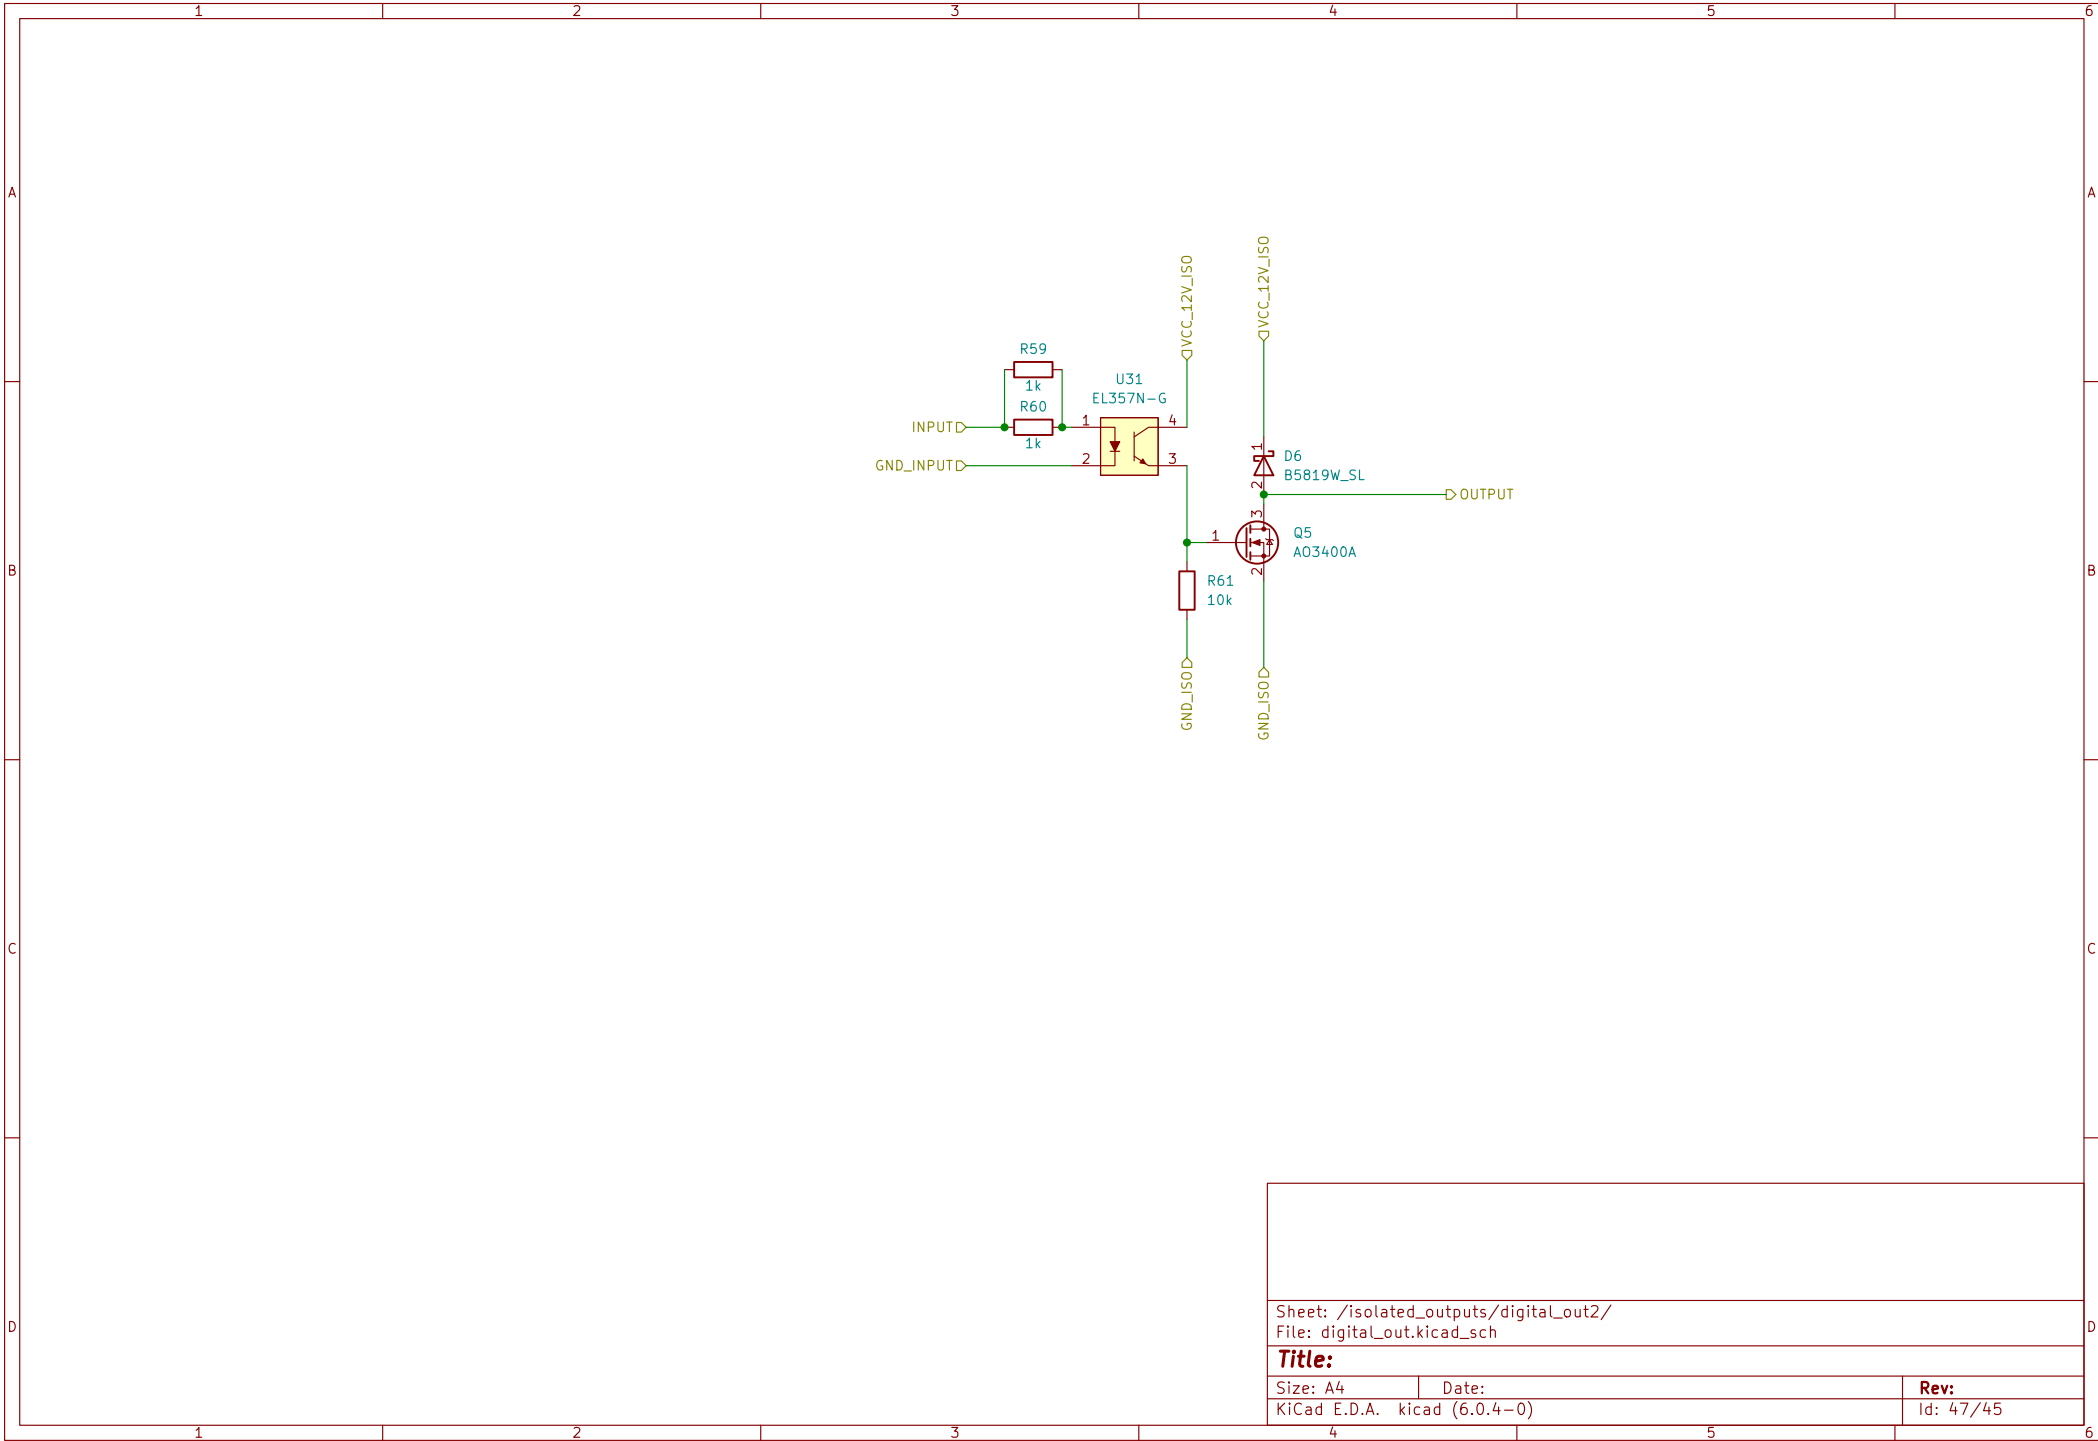 1 2 3 4 5 6
A A
VCC_12V_ISO
VCC_12V_ISO
R59
1k
R60
1k
U31
EL357N-G
INPUT
1
4
GND_INPUT
2
3
1
D6
B5819W_SL
2
OUTPUT
3
1
Q5
AO3400A
2
B B
R61
10k
GND_ISO
GND_ISO
C C
Sheet: /isolated_outputs/digital_out2/
File: digital_out.kicad_sch
D D
Title:
Size: A4 Date: Rev:
KiCad E.D.A. kicad (6.0.4-0) Id: 47/45
1 2 3 4 5 6